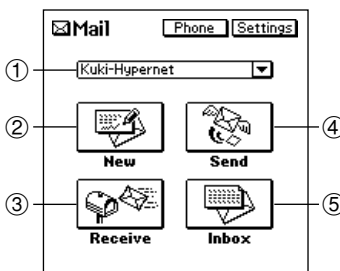 Mail Phone Settings
① Kuki-Hypernet
② ④
New Send
③ ⑤
Receive Inbox